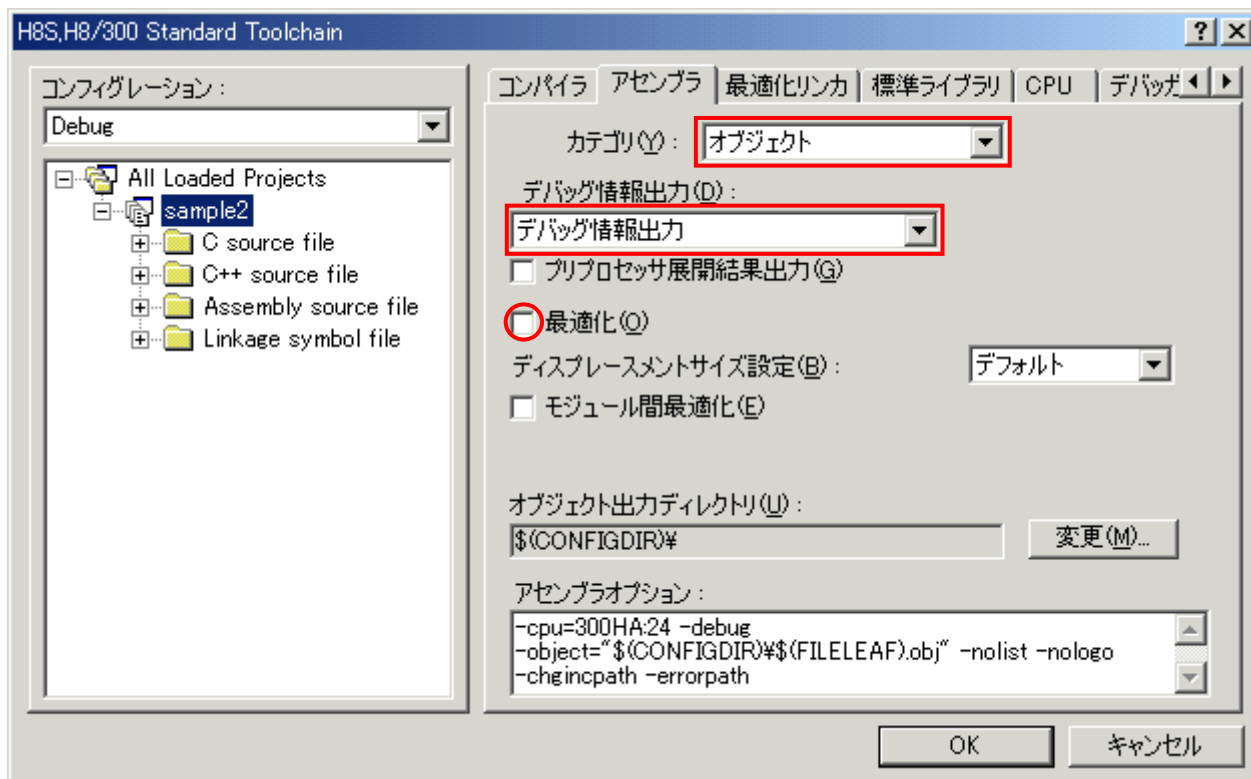 H8S,H8/300 Standard Toolchain
コンフィグレーション :
Debug
All Loaded Projects
sample2
C source file
C++ source file
Assembly source file
Linkage symbol file
コンパイラ アセンブラ 最適化リンカ 標準ライブラリ CPU デバッガ
カテゴリ(Y) : オブジェクト
デバッグ情報出力(D) :
デバッグ情報出力
プリプロセッサ展開結果出力(G)
最適化(O)
ディスプレースメントサイズ設定(B) : デフォルト
モジュール間最適化(E)
オブジェクト出力ディレクトリ(U) :
$(CONFIGDIR)¥ 変更(M)...
アセンブラオプション :
-cpu=300HA:24 -debug
-object="$(CONFIGDIR)¥$(FILELEAF).obj" -nolist -nologo
-chgincpath -errorpath
OK キャンセル